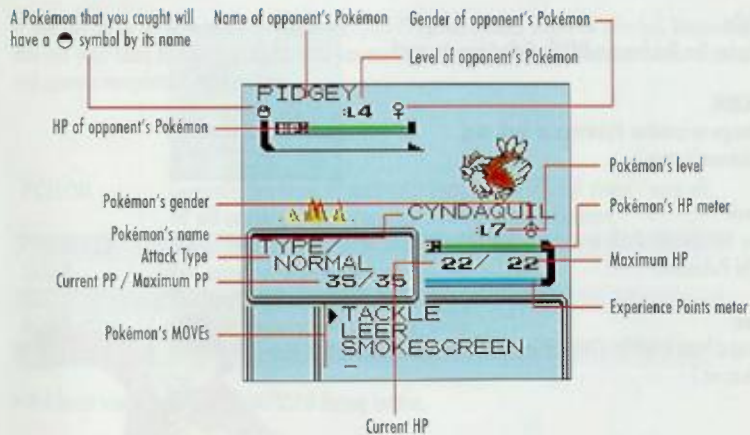 A Pokémon that you caught will
have a symbol by its name
Name of opponent's Pokémon
Gender of opponent's Pokémon
Level of opponent's Pokémon
HP of opponent's Pokémon
PIDGEY
:L4 ♀
HP
Pokémon's level
Pokémon's gender
Pokémon's HP meter
CYNDAQUIL
:L7 ♂
Pokémon's name
Attack Type
TYPE/
NORMAL
22/ 22
Maximum HP
Current PP / Maximum PP
35/35
Experience Points meter
Pokémon's MOVEs
TACKLE
LEER
SMOKESCREEN
–
Current HP